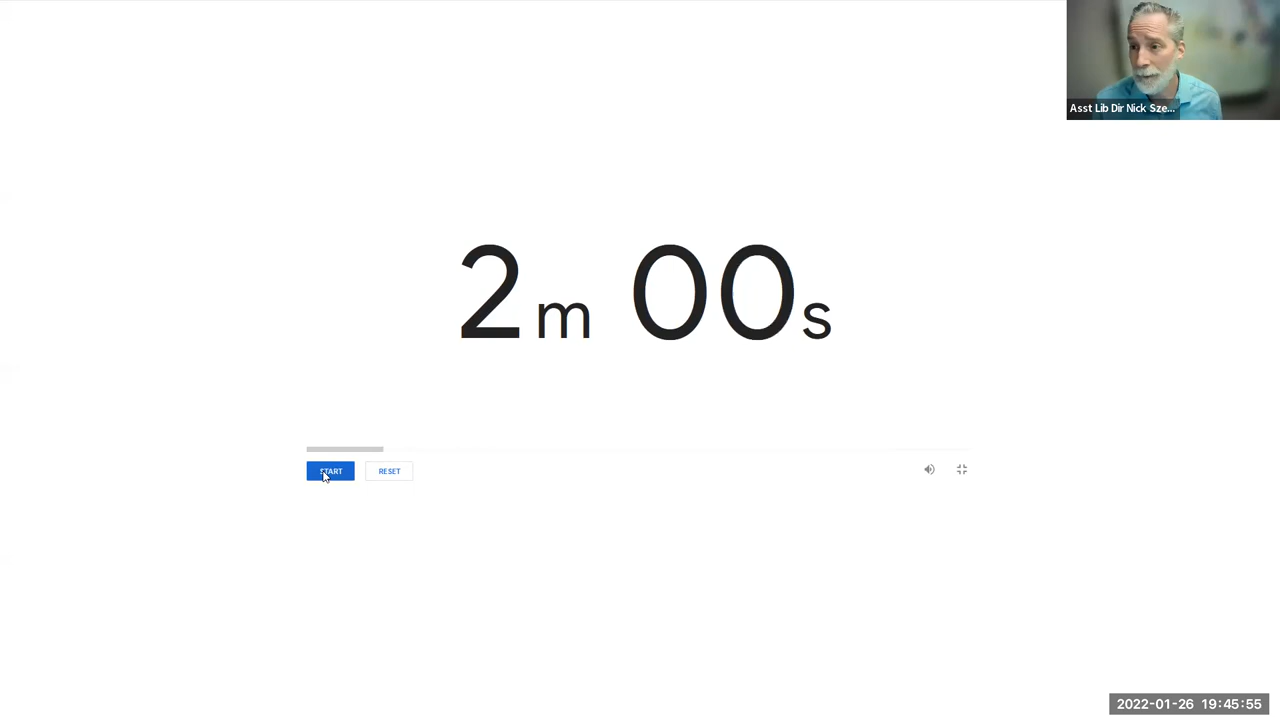 Asst Lib Dir Nick Sze...
2m 00s
START
RESET
2022-01-26 19:45:55